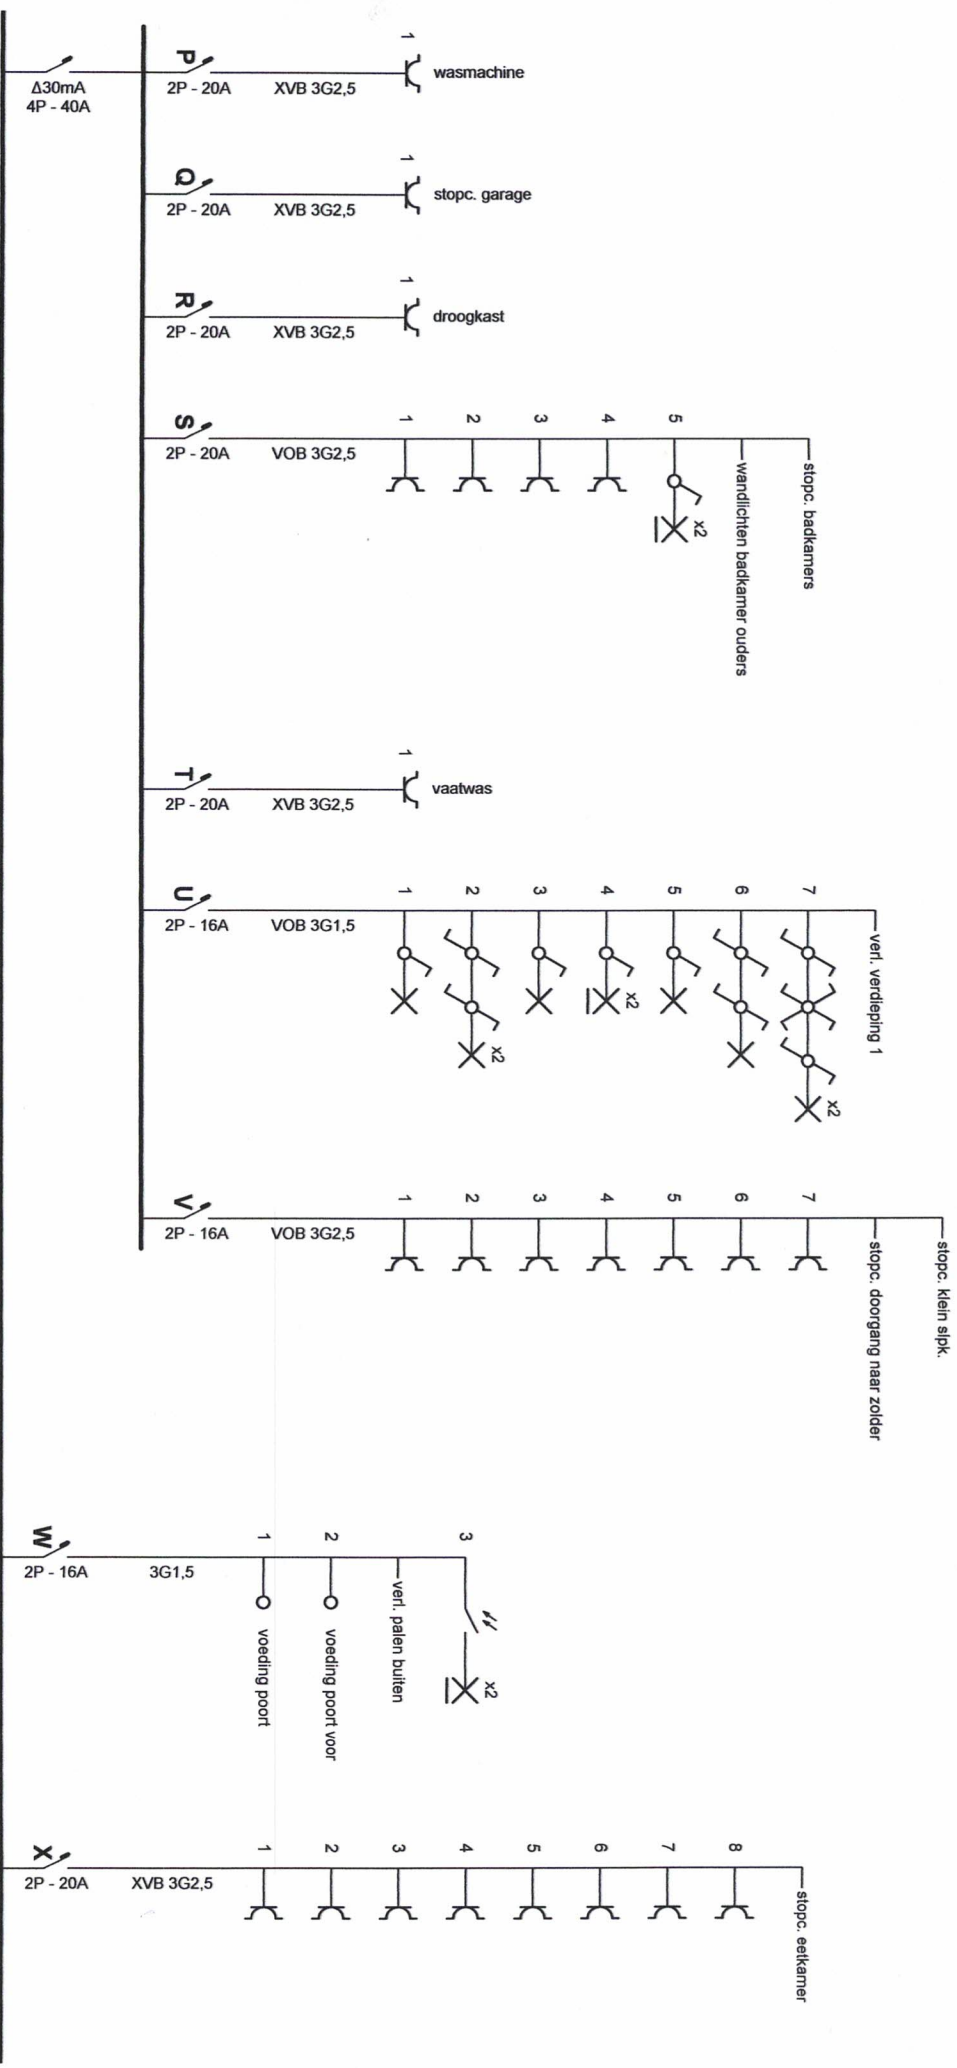 Δ30mA
4P - 40A
P
2P - 20A
XVB 3G2,5
1
wasmachine
Q
2P - 20A
XVB 3G2,5
1
stopc. garage
R
2P - 20A
XVB 3G2,5
1
droogkast
S
2P - 20A
VOB 3G2,5
1
2
3
4
5
x2
wandlichten badkamer ouders
stopc. badkamers
T
2P - 20A
XVB 3G2,5
1
vaatwas
U
2P - 16A
VOB 3G1,5
1
2
x2
3
4
x2
5
6
7
x2
verl. verdieping 1
V
2P - 16A
VOB 3G2,5
1
2
3
4
5
6
7
stopc. doorgang naar zolder
stopc. klein slpk.
W
2P - 16A
3G1,5
1
voeding poort
2
voeding poort voor
verl. palen buiten
3
x2
X
2P - 20A
XVB 3G2,5
1
2
3
4
5
6
7
8
stopc. eetkamer